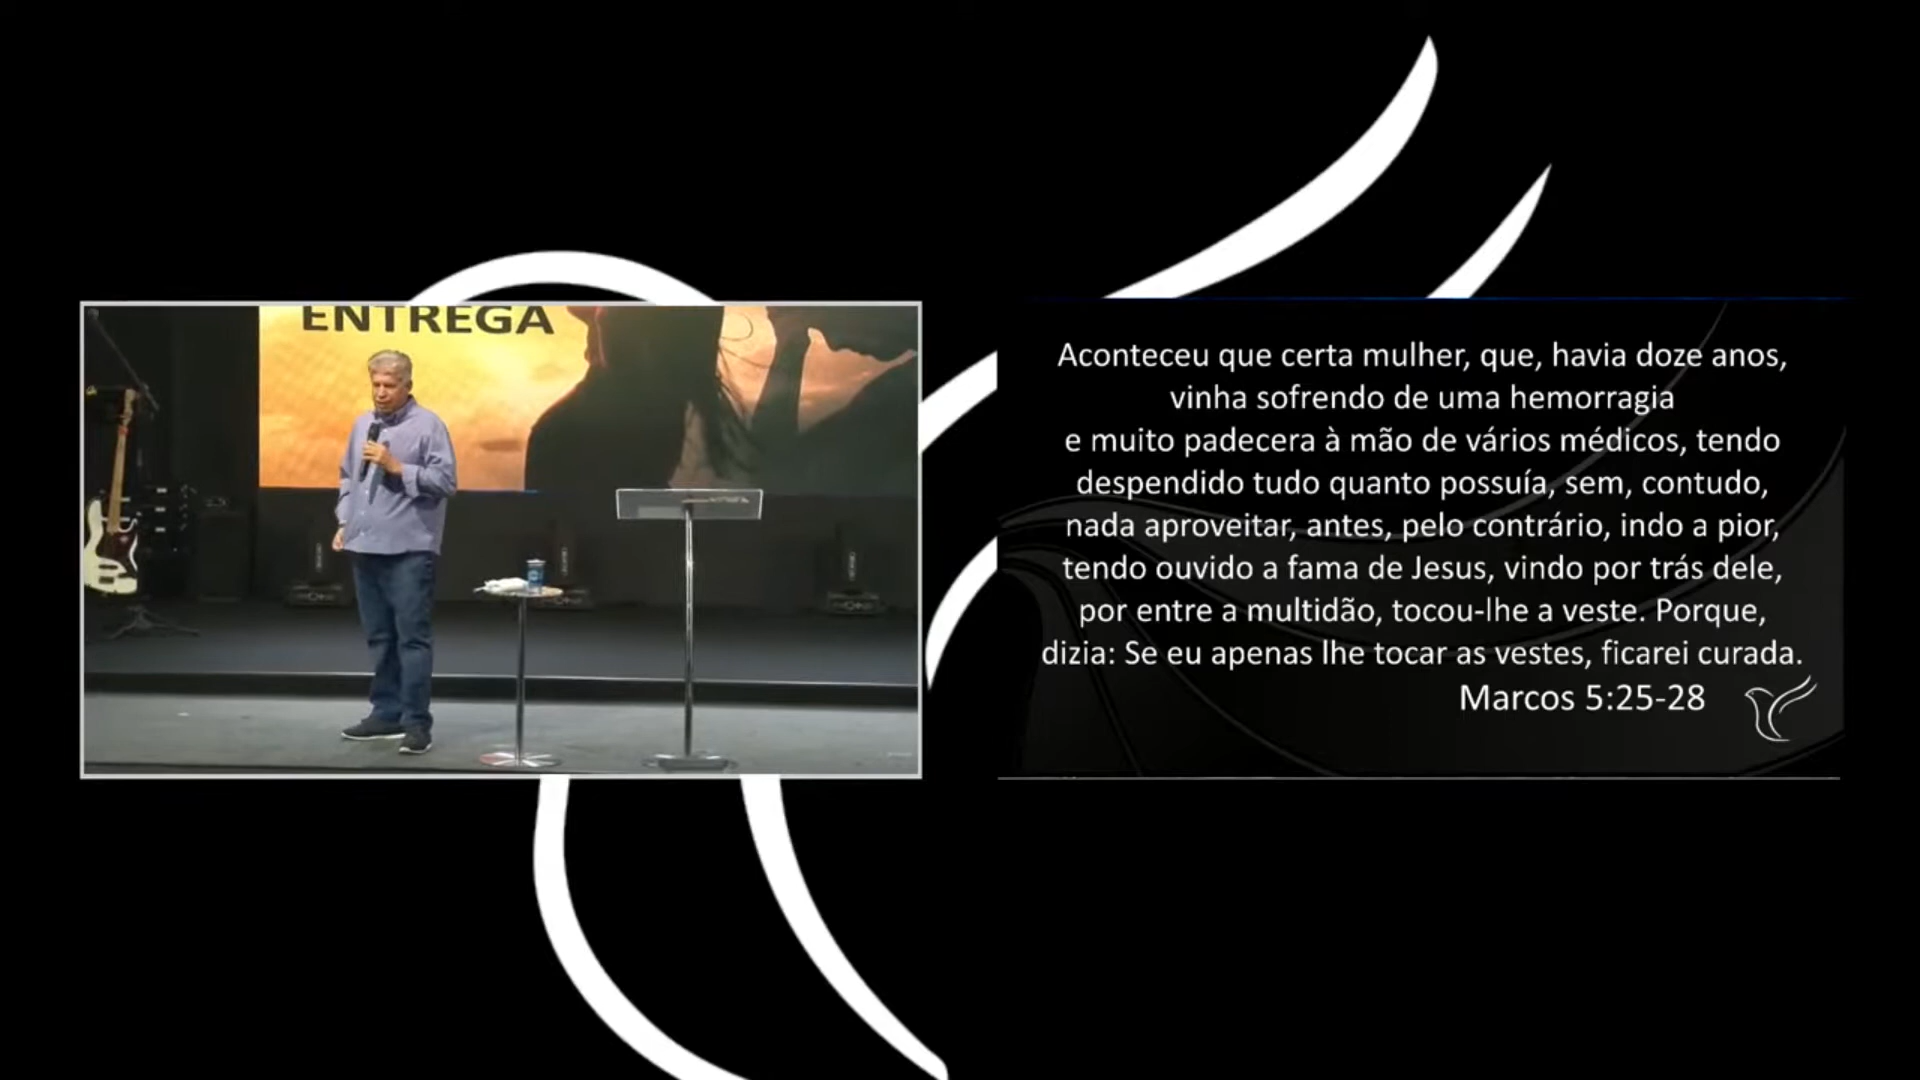 ENTREGA
Aconteceu que certa mulher, que, havia doze anos,
vinha sofrendo de uma hemorragia
e muito padecera à mão de vários médicos, tendo
despendido tudo quanto possuía, sem, contudo,
nada aproveitar, antes, pelo contrário, indo a pior,
tendo ouvido a fama de Jesus, vindo por trás dele,
por entre a multidão, tocou-lhe a veste. Porque,
dizia: Se eu apenas lhe tocar as vestes, ficarei curada.
Marcos 5:25-28